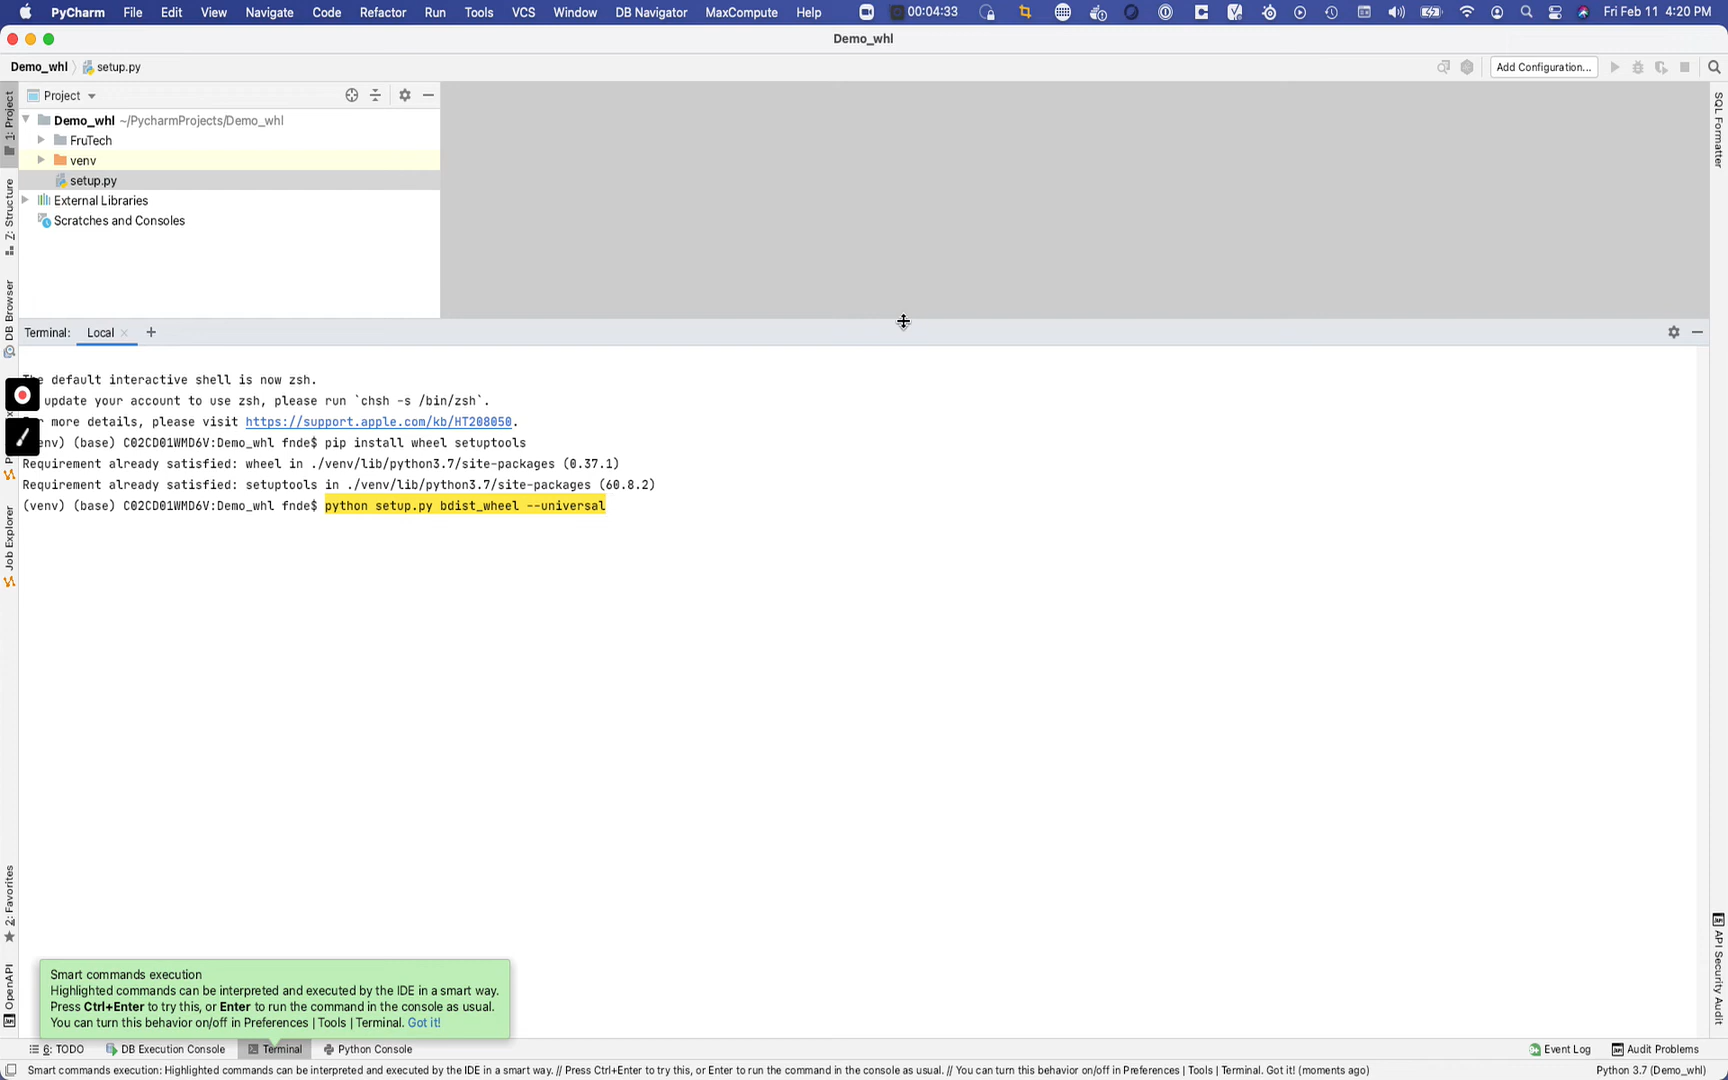 PyCharm File Edit View Navigate Code Refactor Run Tools VCS Window DB Navigator MaxCompute Help 00:04:33 Fri Feb 11 4:20 PM
Demo_whl
Demo_whl setup.py Add Configuration...
Project
Demo_whl ~/PycharmProjects/Demo_whl
FruTech
venv
setup.py
External Libraries
Scratches and Consoles
1: Project
Z: Structure
DB Browser
Job Explorer
2: Favorites
OpenAPI
SQL Formatter
API Security Audit
Terminal: Local
The default interactive shell is now zsh.
update your account to use zsh, please run `chsh -s /bin/zsh`.
more details, please visit https://support.apple.com/kb/HT208050.
env) (base) C02CD01WMD6V:Demo_whl fnde$ pip install wheel setuptools
Requirement already satisfied: wheel in ./venv/lib/python3.7/site-packages (0.37.1)
Requirement already satisfied: setuptools in ./venv/lib/python3.7/site-packages (60.8.2)
(venv) (base) C02CD01WMD6V:Demo_whl fnde$ python setup.py bdist_wheel --universal
Smart commands execution
Highlighted commands can be interpreted and executed by the IDE in a smart way.
Press Ctrl+Enter to try this, or Enter to run the command in the console as usual.
You can turn this behavior on/off in Preferences | Tools | Terminal. Got it!
6: TODO DB Execution Console Terminal Python Console Event Log Audit Problems
Smart commands execution: Highlighted commands can be interpreted and executed by the IDE in a smart way. // Press Ctrl+Enter to try this, or Enter to run the command in the console as usual. // You can turn this behavior on/off in Preferences | Tools | Terminal. Got it! (moments ago) Python 3.7 (Demo_whl)